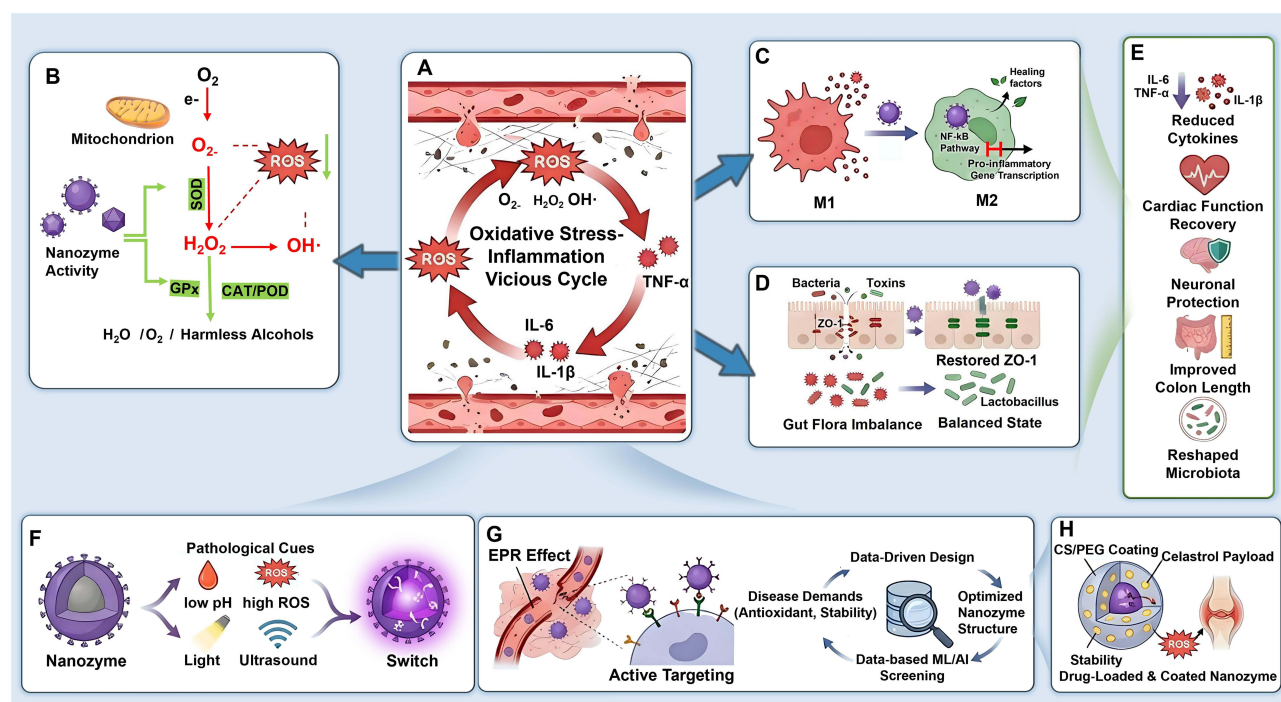 B
O2
e-
Mitochondrion
O2-
ROS
SOD
Nanozyme
Activity
H2O2
OH·
GPx
CAT/POD
H2O / O2 / Harmless Alcohols
A
ROS
O2- H2O2 OH·
Oxidative Stress-
Inflammation
Vicious Cycle
ROS
TNF-α
IL-6
IL-1β
C
Healing
factors
NF-kB
Pathway
Pro-inflammatory
Gene Transcription
M1
M2
D
Bacteria
Toxins
ZO-1
Restored ZO-1
Lactobacillus
Gut Flora Imbalance
Balanced State
E
IL-6
TNF-α
IL-1β
Reduced
Cytokines
Cardiac Function
Recovery
Neuronal
Protection
Improved
Colon Length
Reshaped
Microbiota
F
Pathological Cues
ROS
low pH
high ROS
Light
Ultrasound
Nanozyme
Switch
G
EPR Effect
Active Targeting
Data-Driven Design
Disease Demands
(Antioxidant, Stability)
Optimized
Nanozyme
Structure
Data-based ML/AI
Screening
H
CS/PEG Coating
Celastrol Payload
ROS
Stability
Drug-Loaded & Coated Nanozyme